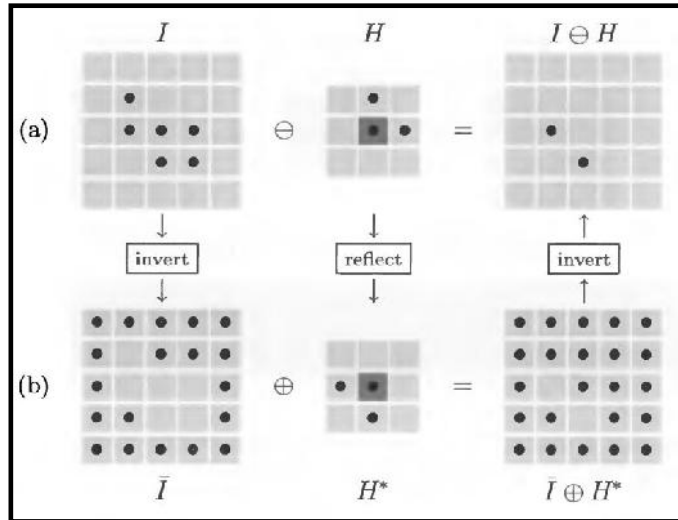 I H I ⊖ H
(a) ⊖ =
↓ ↓ ↑
invert reflect invert
↓ ↓ ↑
(b) ⊕ =
Ī H* Ī ⊕ H*